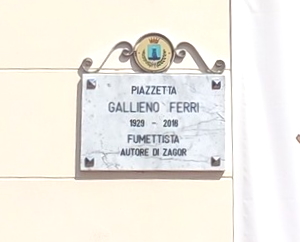 PIAZZETTA
GALLIENO FERRI
1929 - 2016
FUMETTISTA
AUTORE DI ZAGOR